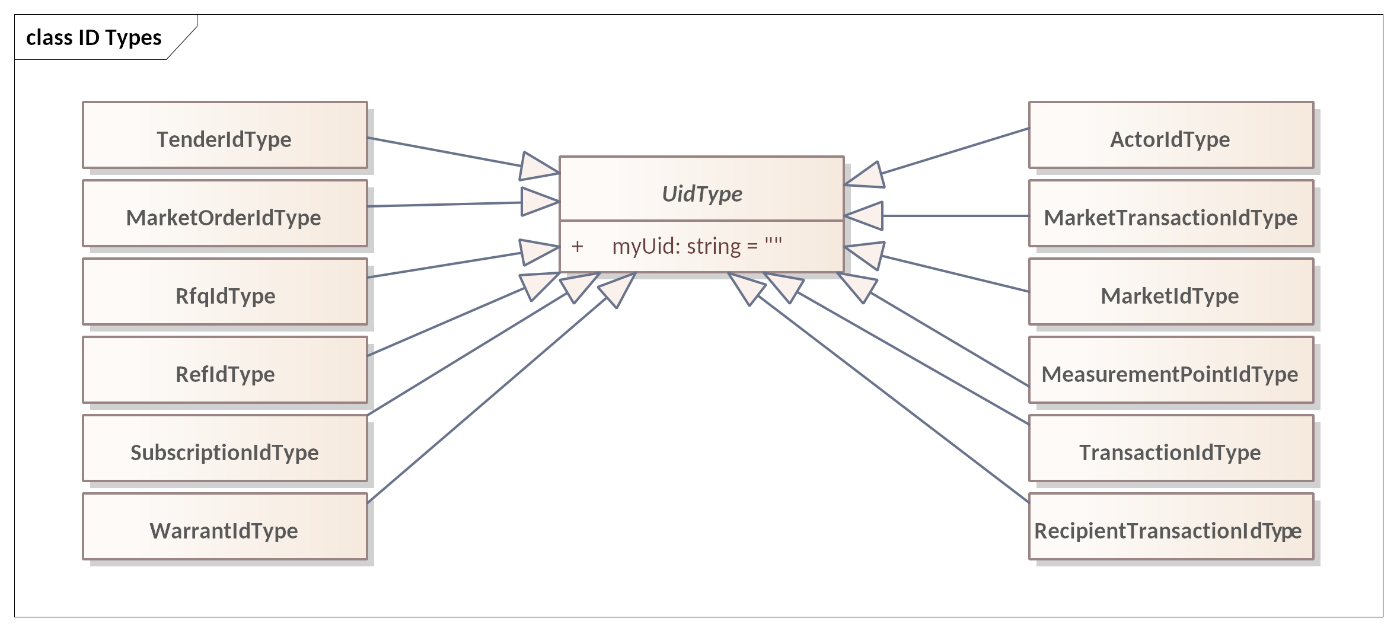 class ID Types
TenderIdType
MarketOrderIdType
RfqIdType
RefIdType
SubscriptionIdType
WarrantIdType
UidType
+ myUid: string = ""
ActorIdType
MarketTransactionIdType
MarketIdType
MeasurementPointIdType
TransactionIdType
RecipientTransactionIdType